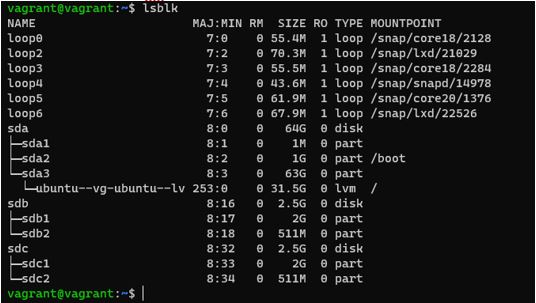 vagrant@vagrant:~$ lsblk
NAME                      MAJ:MIN RM  SIZE RO TYPE MOUNTPOINT
loop0                       7:0    0 55.4M  1 loop /snap/core18/2128
loop2                       7:2    0 70.3M  1 loop /snap/lxd/21029
loop3                       7:3    0 55.5M  1 loop /snap/core18/2284
loop4                       7:4    0 43.6M  1 loop /snap/snapd/14978
loop5                       7:5    0 61.9M  1 loop /snap/core20/1376
loop6                       7:6    0 67.9M  1 loop /snap/lxd/22526
sda                         8:0    0   64G  0 disk
├─sda1                      8:1    0    1M  0 part
├─sda2                      8:2    0    1G  0 part /boot
└─sda3                      8:3    0   63G  0 part
  └─ubuntu--vg-ubuntu--lv 253:0    0 31.5G  0 lvm  /
sdb                         8:16   0  2.5G  0 disk
├─sdb1                      8:17   0    2G  0 part
└─sdb2                      8:18   0  511M  0 part
sdc                         8:32   0  2.5G  0 disk
├─sdc1                      8:33   0    2G  0 part
└─sdc2                      8:34   0  511M  0 part
vagrant@vagrant:~$